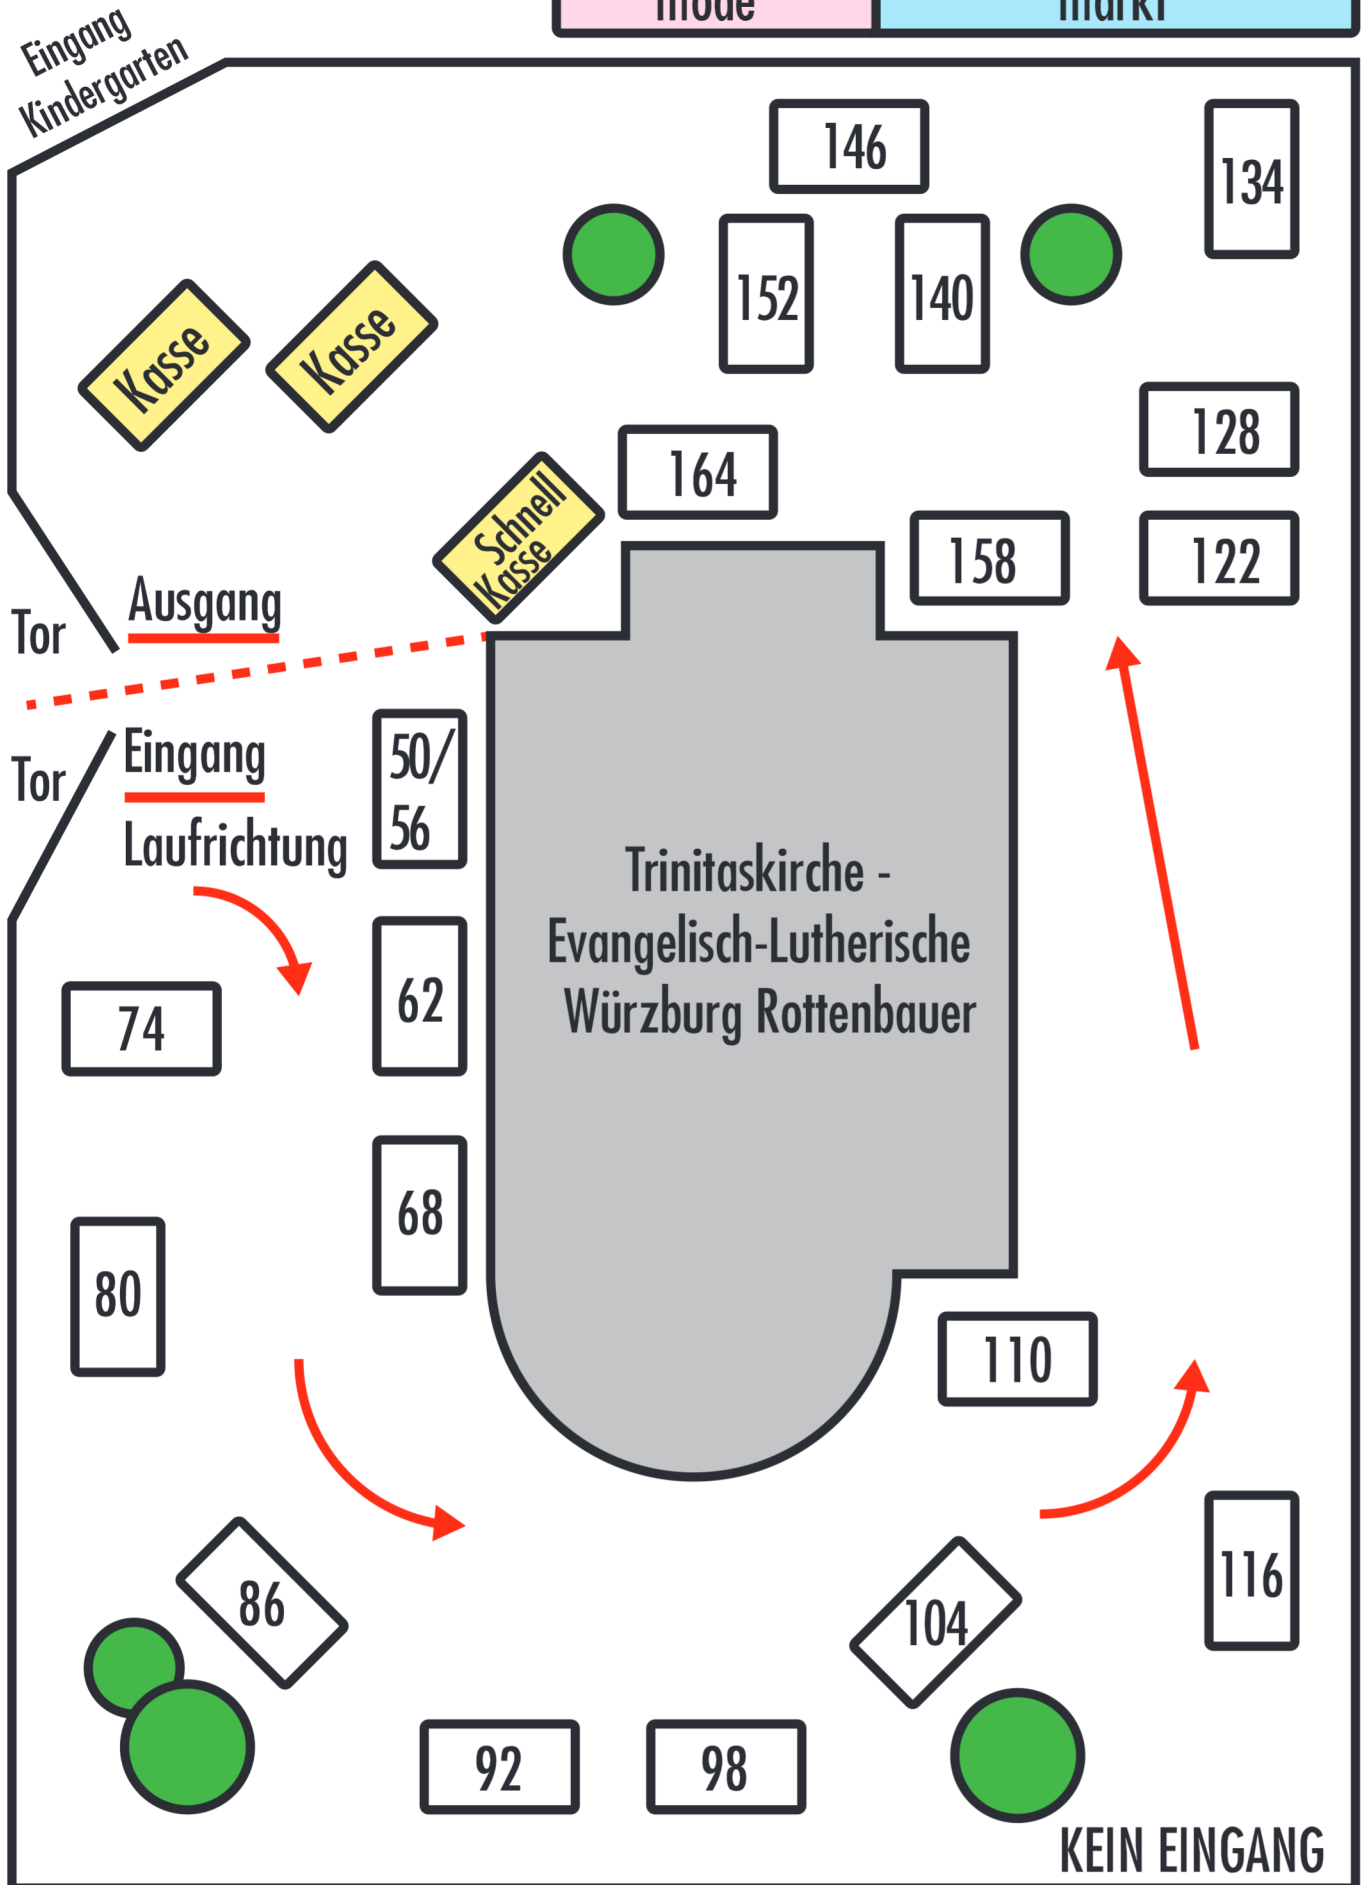 mode
markt
Eingang
Kindergarten
146
134
152
140
Kasse
Kasse
128
164
Schnell
Kasse
158
122
Ausgang
Tor
Eingang
Tor
Laufrichtung
50/
56
Trinitaskirche -
Evangelisch-Lutherische
Würzburg Rottenbauer
62
74
68
80
110
86
104
116
92
98
KEIN EINGANG